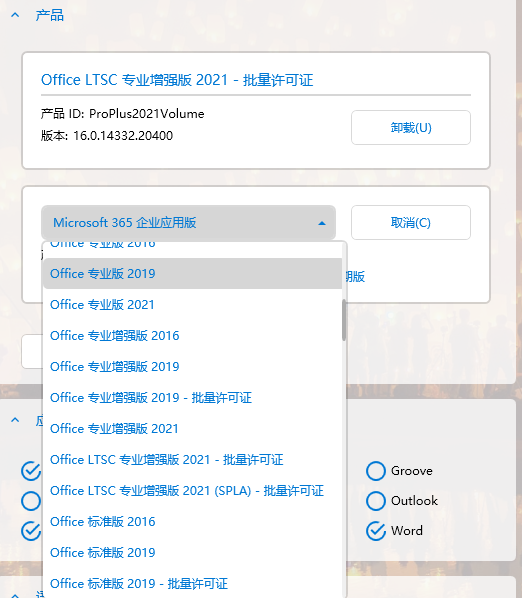 产品
Office LTSC 专业增强版 2021 - 批量许可证
产品 ID: ProPlus2021Volume
版本: 16.0.14332.20400
卸载(U)
Microsoft 365 企业应用版
取消(C)
Office 专业版 2016
期版
Office 专业版 2019
Office 专业版 2021
Office 专业增强版 2016
Office 专业增强版 2019
Office 专业增强版 2019 - 批量许可证
Office 专业增强版 2021
Office LTSC 专业增强版 2021 - 批量许可证
Office LTSC 专业增强版 2021 (SPLA) - 批量许可证
Office 标准版 2016
Office 标准版 2019
Office 标准版 2019 - 批量许可证
应
Groove
Outlook
Word